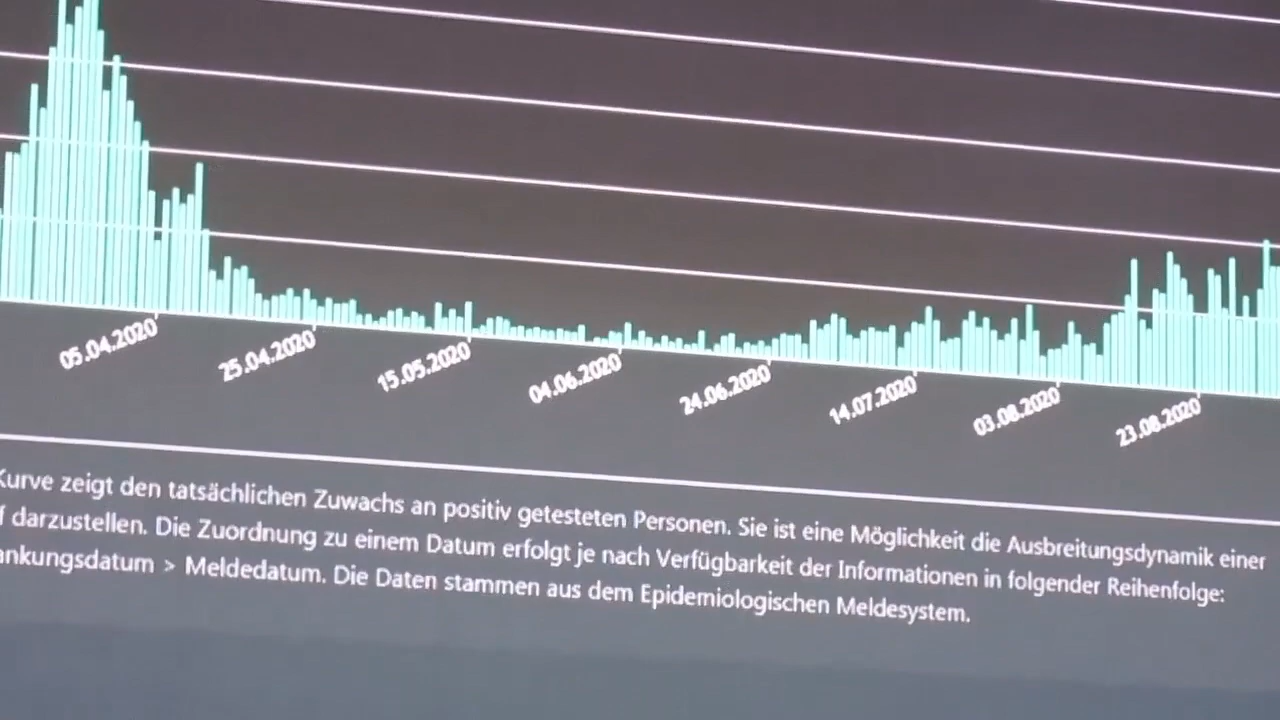 05.04.2020
25.04.2020
15.05.2020
04.06.2020
24.06.2020
14.07.2020
03.08.2020
23.08.2020
Kurve zeigt den tatsächlichen Zuwachs an positiv getesteten Personen. Sie ist eine Möglichkeit die Ausbreitungsdynamik einer
f darzustellen. Die Zuordnung zu einem Datum erfolgt je nach Verfügbarkeit der Informationen in folgender Reihenfolge:
ankungsdatum > Meldedatum. Die Daten stammen aus dem Epidemiologischen Meldesystem.